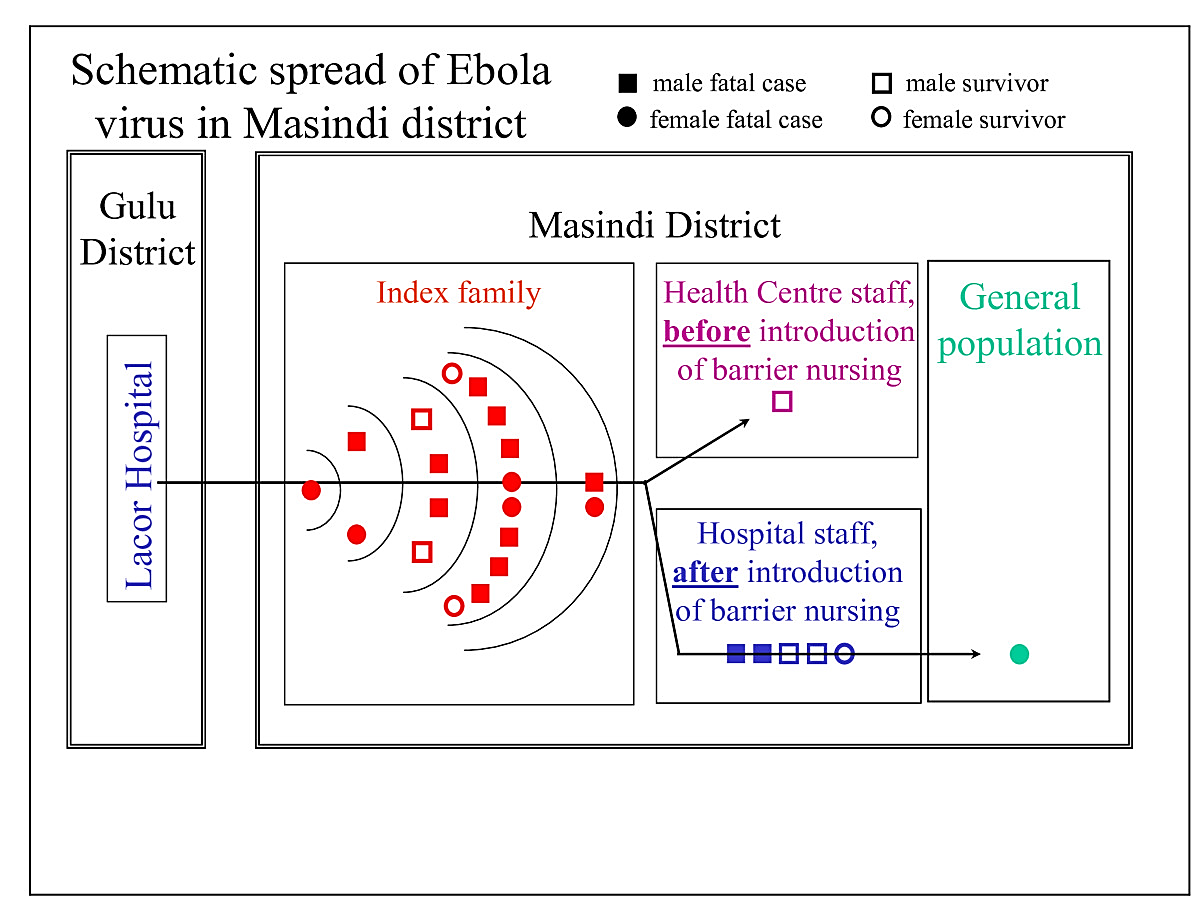 Schematic spread of Ebola
virus in Masindi district
male fatal case
male survivor
female fatal case
female survivor
Gulu
District
Lacor Hospital
Masindi District
Index family
Health Centre staff,
before introduction
of barrier nursing
Hospital staff,
after introduction
of barrier nursing
General
population